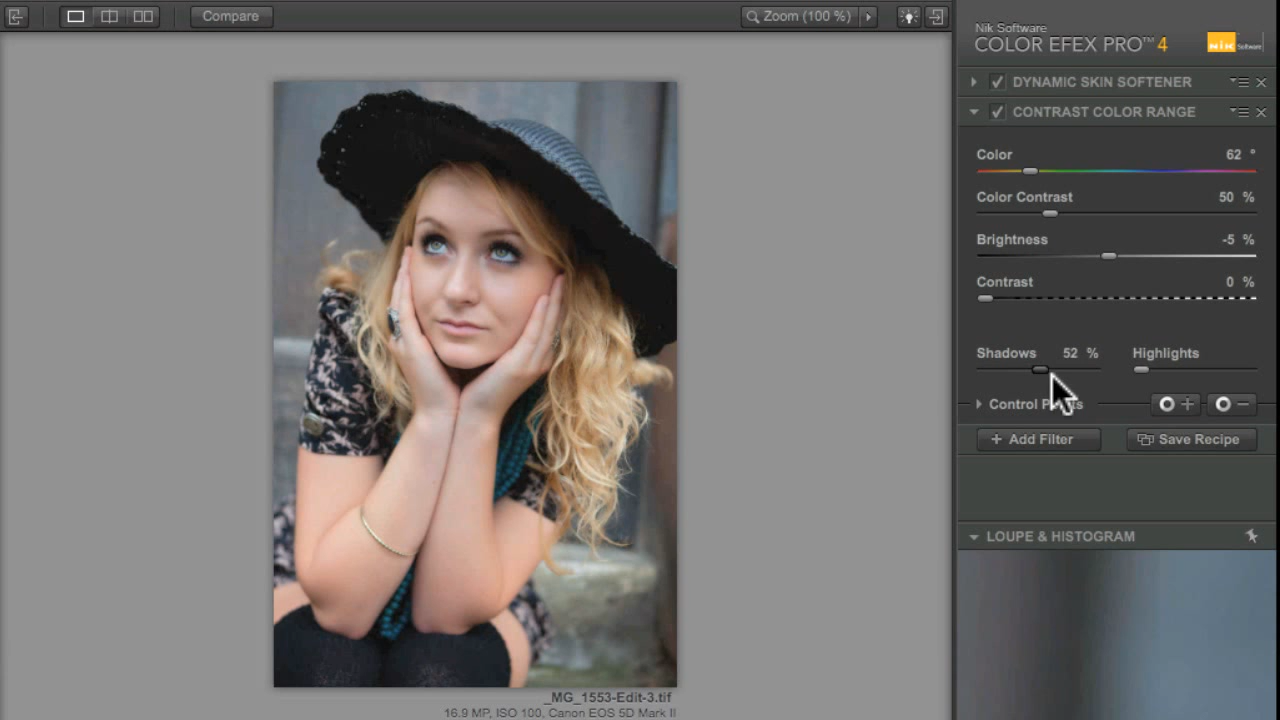 Compare
Zoom (100 %)
Nik Software
COLOR EFEX PRO™ 4
Nik Software
DYNAMIC SKIN SOFTENER
CONTRAST COLOR RANGE
Color 62 °
Color Contrast 50 %
Brightness -5 %
Contrast 0 %
Shadows 52 % Highlights
Control
+ Add Filter Save Recipe
LOUPE & HISTOGRAM
_MG_1553-Edit-3.tif
16.9 MP, ISO 100, Canon EOS 5D Mark II